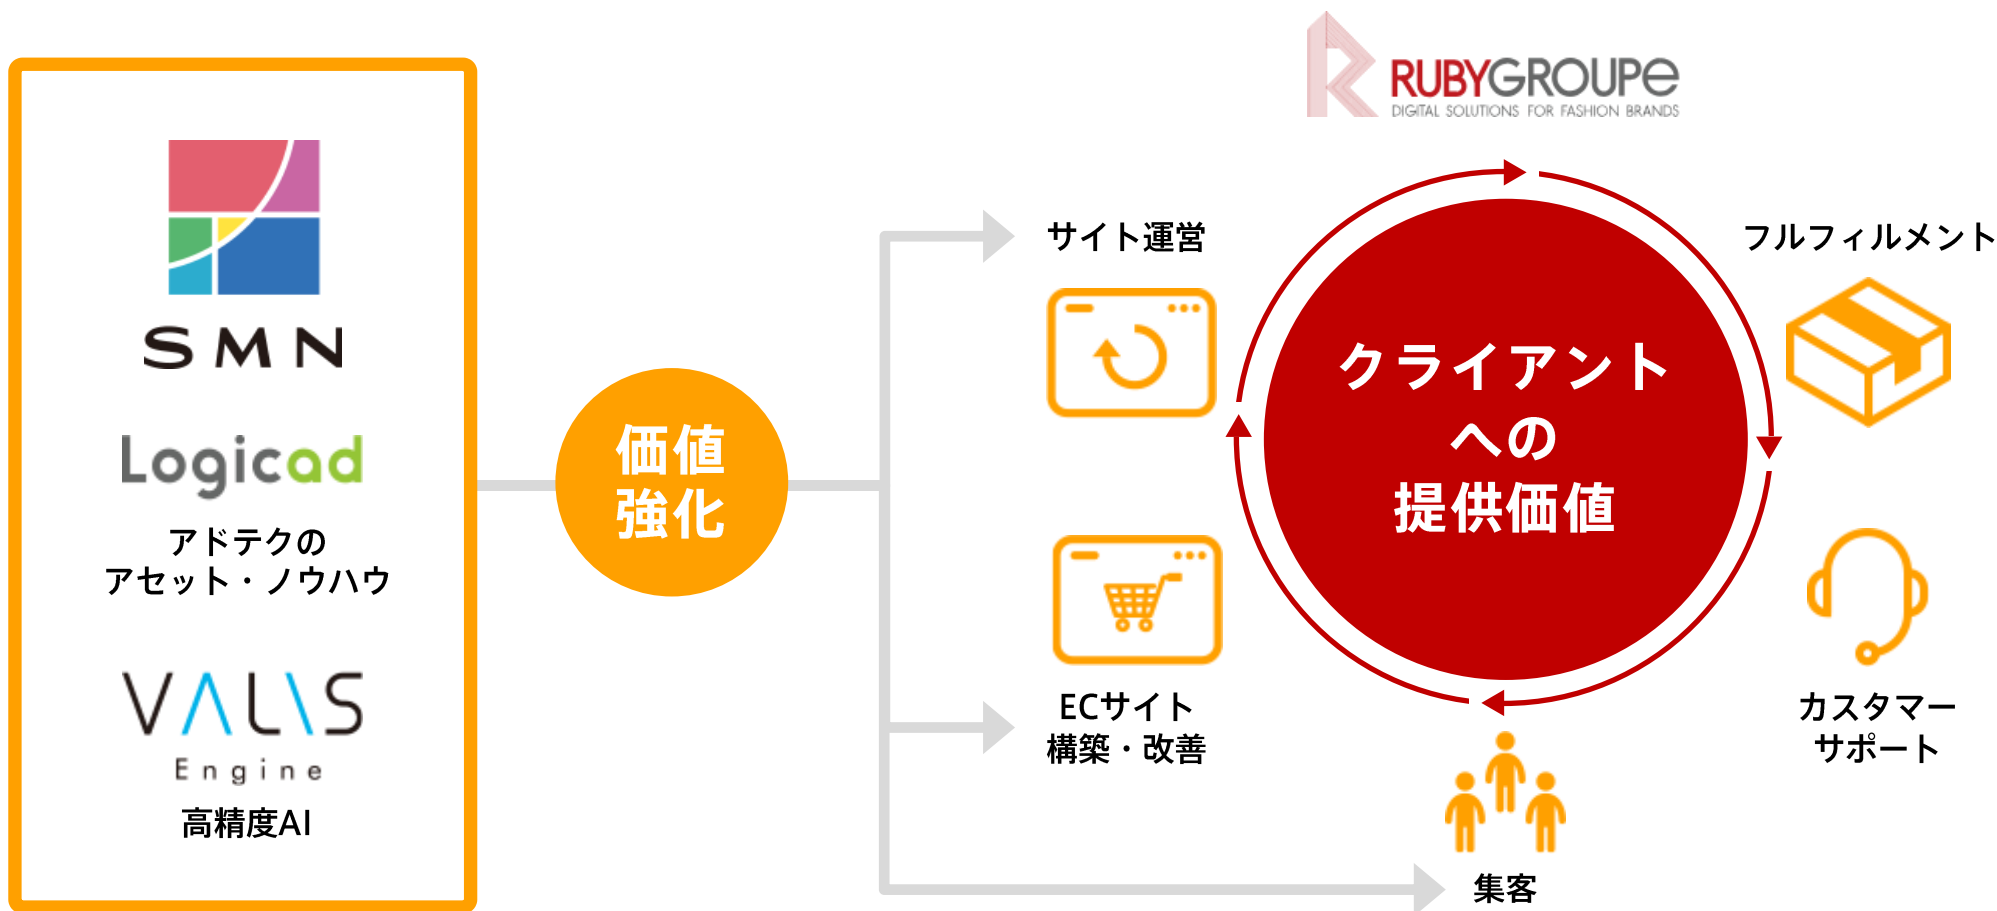 SMN
Logicad
アドテクの
アセット・ノウハウ
VALIS
Engine
高精度AI
価値
強化
RUBYGROUPe
DIGITAL SOLUTIONS FOR FASHION BRANDS
サイト運営
フルフィルメント
クライアント
への
提供価値
ECサイト
構築・改善
カスタマー
サポート
集客